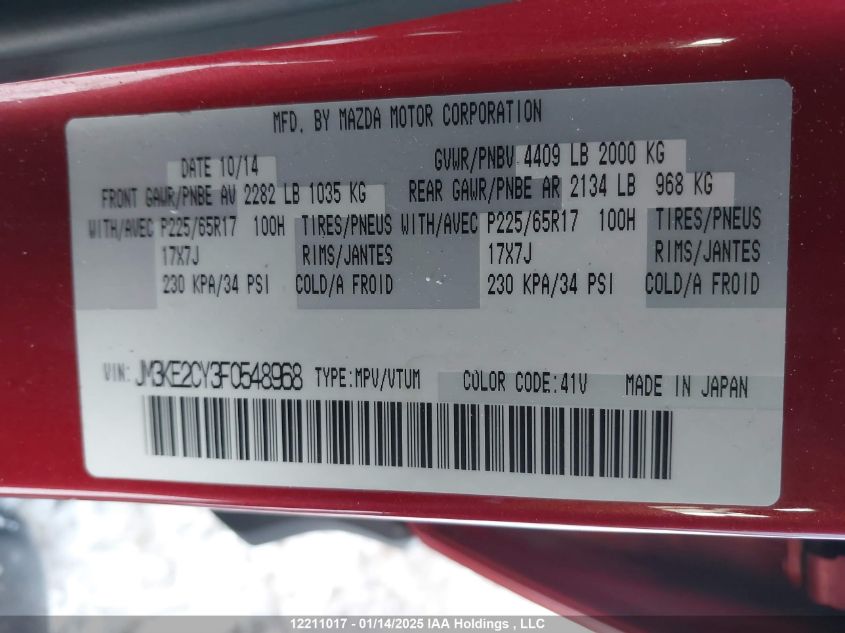 MFD. BY MAZDA MOTOR CORPORATION
DATE 10/14 GVWR/PNBV 4409 LB 2000 KG
FRONT GAWR/PNBE AV 2282 LB 1035 KG REAR GAWR/PNBE AR 2134 LB 968 KG
WITH/AVEC P225/65R17 100H TIRES/PNEUS WITH/AVEC P225/65R17 100H TIRES/PNEUS
17X7J RIMS/JANTES 17X7J RIMS/JANTES
230 KPA/34 PSI COLD/A FROID 230 KPA/34 PSI COLD/A FROID
VIN: JM3KE2CY3F0548968 TYPE:MPV/VTUM COLOR CODE:41V MADE IN JAPAN
12211017 - 01/14/2025 IAA Holdings , LLC